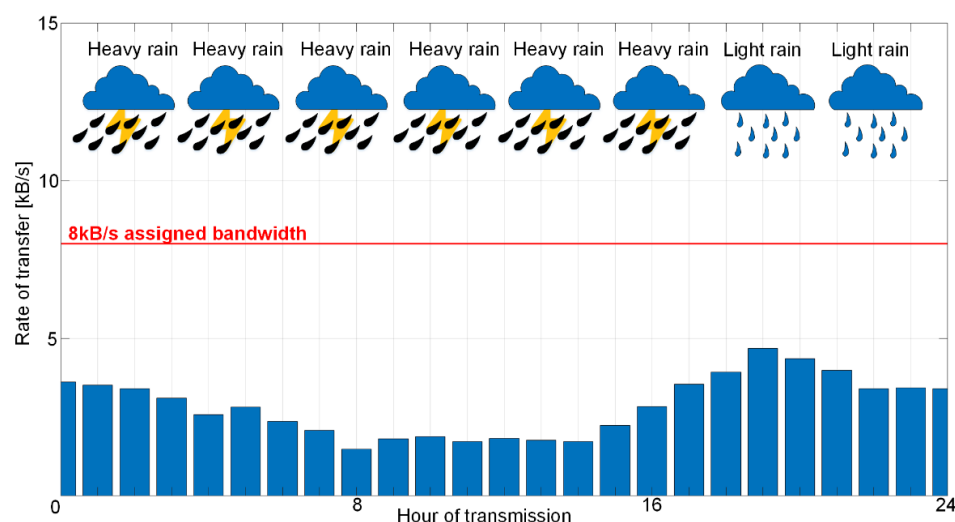 15
Heavy rain Heavy rain Heavy rain Heavy rain Heavy rain Heavy rain Light rain Light rain
10
8kB/s assigned bandwidth
Rate of transfer [kB/s]
5
0 8 16 24
Hour of transmission